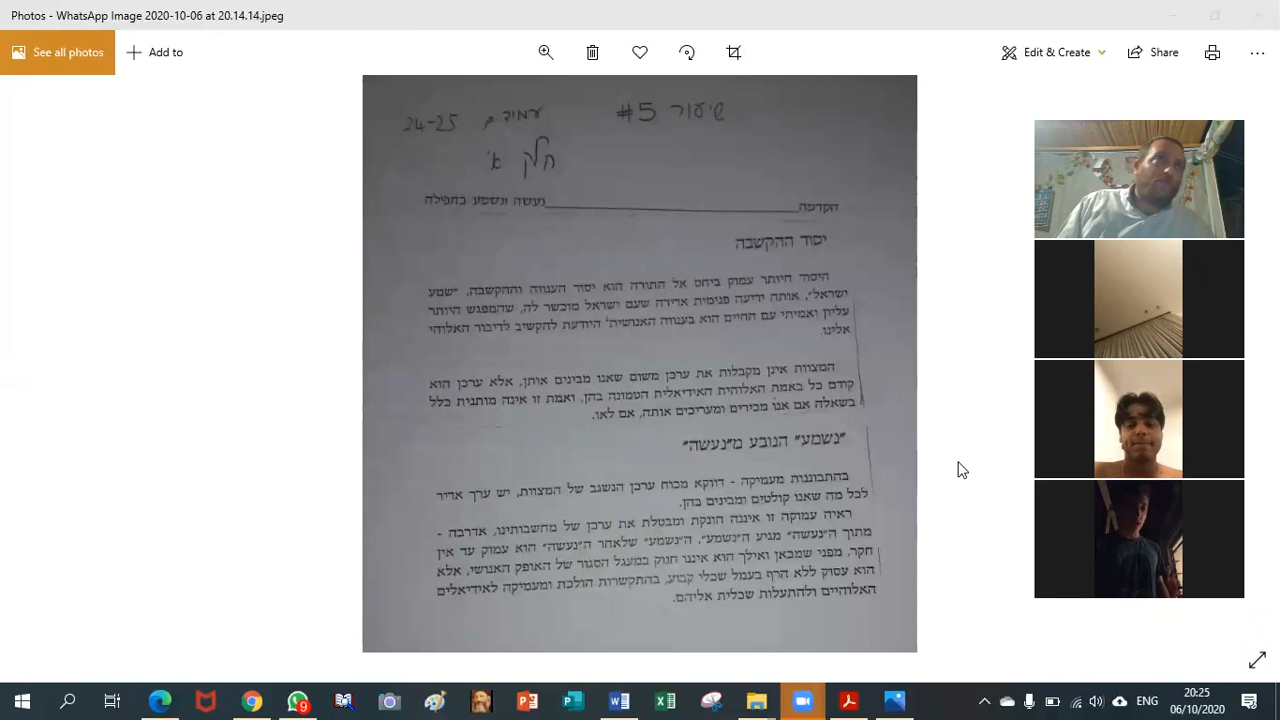 Photos - WhatsApp Image 2020-10-06 at 20.14.14.jpeg
See all photos
Add to
Edit & Create
Share
שיעור #5 עמודים 24-25
חלק א'
הקדמה נעשה ונשמע בתפילה
יסוד ההקשבה
היסוד היותר עמוק ביחס אל התורה הוא יסוד הענווה וההקשבה. "שמע
ישראל", אותה ידיעה פנימית אדירה שעם ישראל מוכשר לה, שהמפגש היותר
עליון ואמיתי עם החיים הוא בענווה האנושית היודעת להקשיב לדיבור האלוהי
אלינו.
המצוות אינן מקבלות את ערכן משום שאנו מבינים אותן, אלא ערכן הוא
קודם כל באמת האלוהית האידיאלית הטמונה בהן, ואמת זו אינה מותנית כלל
בשאלה אם אנו מכירים ומעריכים אותה, אם לאו.
"נשמע" הנובע מ"נעשה"
בהתבוננות מעמיקה - דווקא מכוח ערכן הנשגב של המצוות, יש ערך אדיר
לכל מה שאנו קולטים ומבינים בהן.
ראיה עמוקה זו איננה חונקת ומבטלת את ערכן של מחשבותינו, אדרבה -
מתוך ה"נעשה" מגיע ה"נשמע". ה"נשמע" שלאחר ה"נעשה" הוא עמוק עד אין
חקר, מפני שמכאן ואילך הוא איננו חנוק במעגל הסגור של האופק האנושי, אלא
הוא עסוק ללא הרף בעמל שכלי קבוע, בהתקשרות הולכת ומעמיקה לאידיאלים
האלוהיים ולהתעלות שכלית אליהם.
9
ENG
20:25
06/10/2020